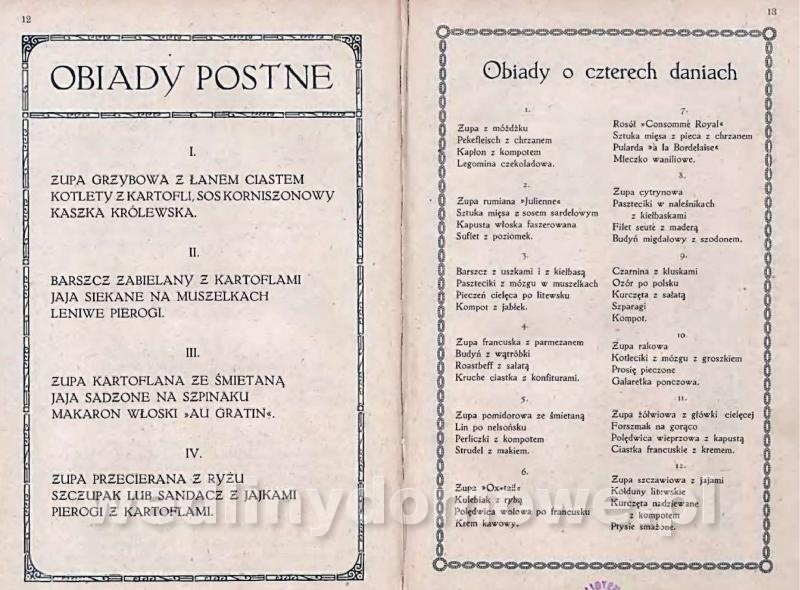 12
OBIADY POSTNE
I.
ZUPA GRZYBOWA Z ŁANEM CIASTEM
KOTLETY Z KARTOFLI, SOS KORNISZONOWY
KASZKA KRÓLEWSKA.
II.
BARSZCZ ZABIELANY Z KARTOFLAMI
JAJA SIEKANE NA MUSZELKACH
LENIWE PIEROGI.
III.
ZUPA KARTOFLANA ZE ŚMIETANĄ
JAJA SADZONE NA SZPINAKU
MAKARON WŁOSKI »AU GRATIN«.
IV.
ZUPA PRZECIERANA Z RYŻU
SZCZUPAK LUB SANDACZ Z JAJKAMI
PIEROGI Z KARTOFLAMI.
13
Obiady o czterech daniach
1.
Zupa z móżdżku
Pekefleisch z chrzanem
Kapłon z kompotem
Legomina czekoladowa.
2.
Zupa rumiana »Julienne«
Sztuka mięsa z sosem sardelowym
Kapusta włoska faszerowana
Suflet z poziomek.
3.
Barszcz z uszkami i z kiełbasą
Paszteciki z mózgu w muszelkach
Pieczeń cielęca po litewsku
Kompot z jabłek.
4.
Zupa francuska z parmezanem
Budyń z wątróbki
Roastbeff z sałatą
Kruche ciastka z konfiturami.
5.
Zupa pomidorowa ze śmietaną
Lin po nelsońsku
Perliczki z kompotem
Strudel z makiem.
6.
Zupa »Ox-tail«
Kulebiak z rybą
Polędwica wołowa po francusku
Krem kawowy.
7.
Rosół »Consommé Royal«
Sztuka mięsa z pieca z chrzanem
Pularda »à la Bordelaise«
Mleczko waniliowe.
8.
Zupa cytrynowa
Paszteciki w naleśnikach
z kiełbaskami
Filet seuté z maderą
Budyń migdałowy z szodonem.
9.
Czarnina z kluskami
Ozór po polsku
Kurczęta z sałatą
Szparagi
Kompot.
10.
Zupa rakowa
Kotleciki z mózgu z groszkiem
Prosię pieczone
Galaretka ponczowa.
11.
Zupa żółwiowa z główki cielęcej
Forszmak na gorąco
Polędwica wieprzowa z kapustą
Ciastka francuskie z kremem.
12.
Zupa szczawiowa z jajami
Kołduny litewskie
Kurczęta nadziewane
z kompotem
Ptysie smażone.
wedlinydomowe.pl